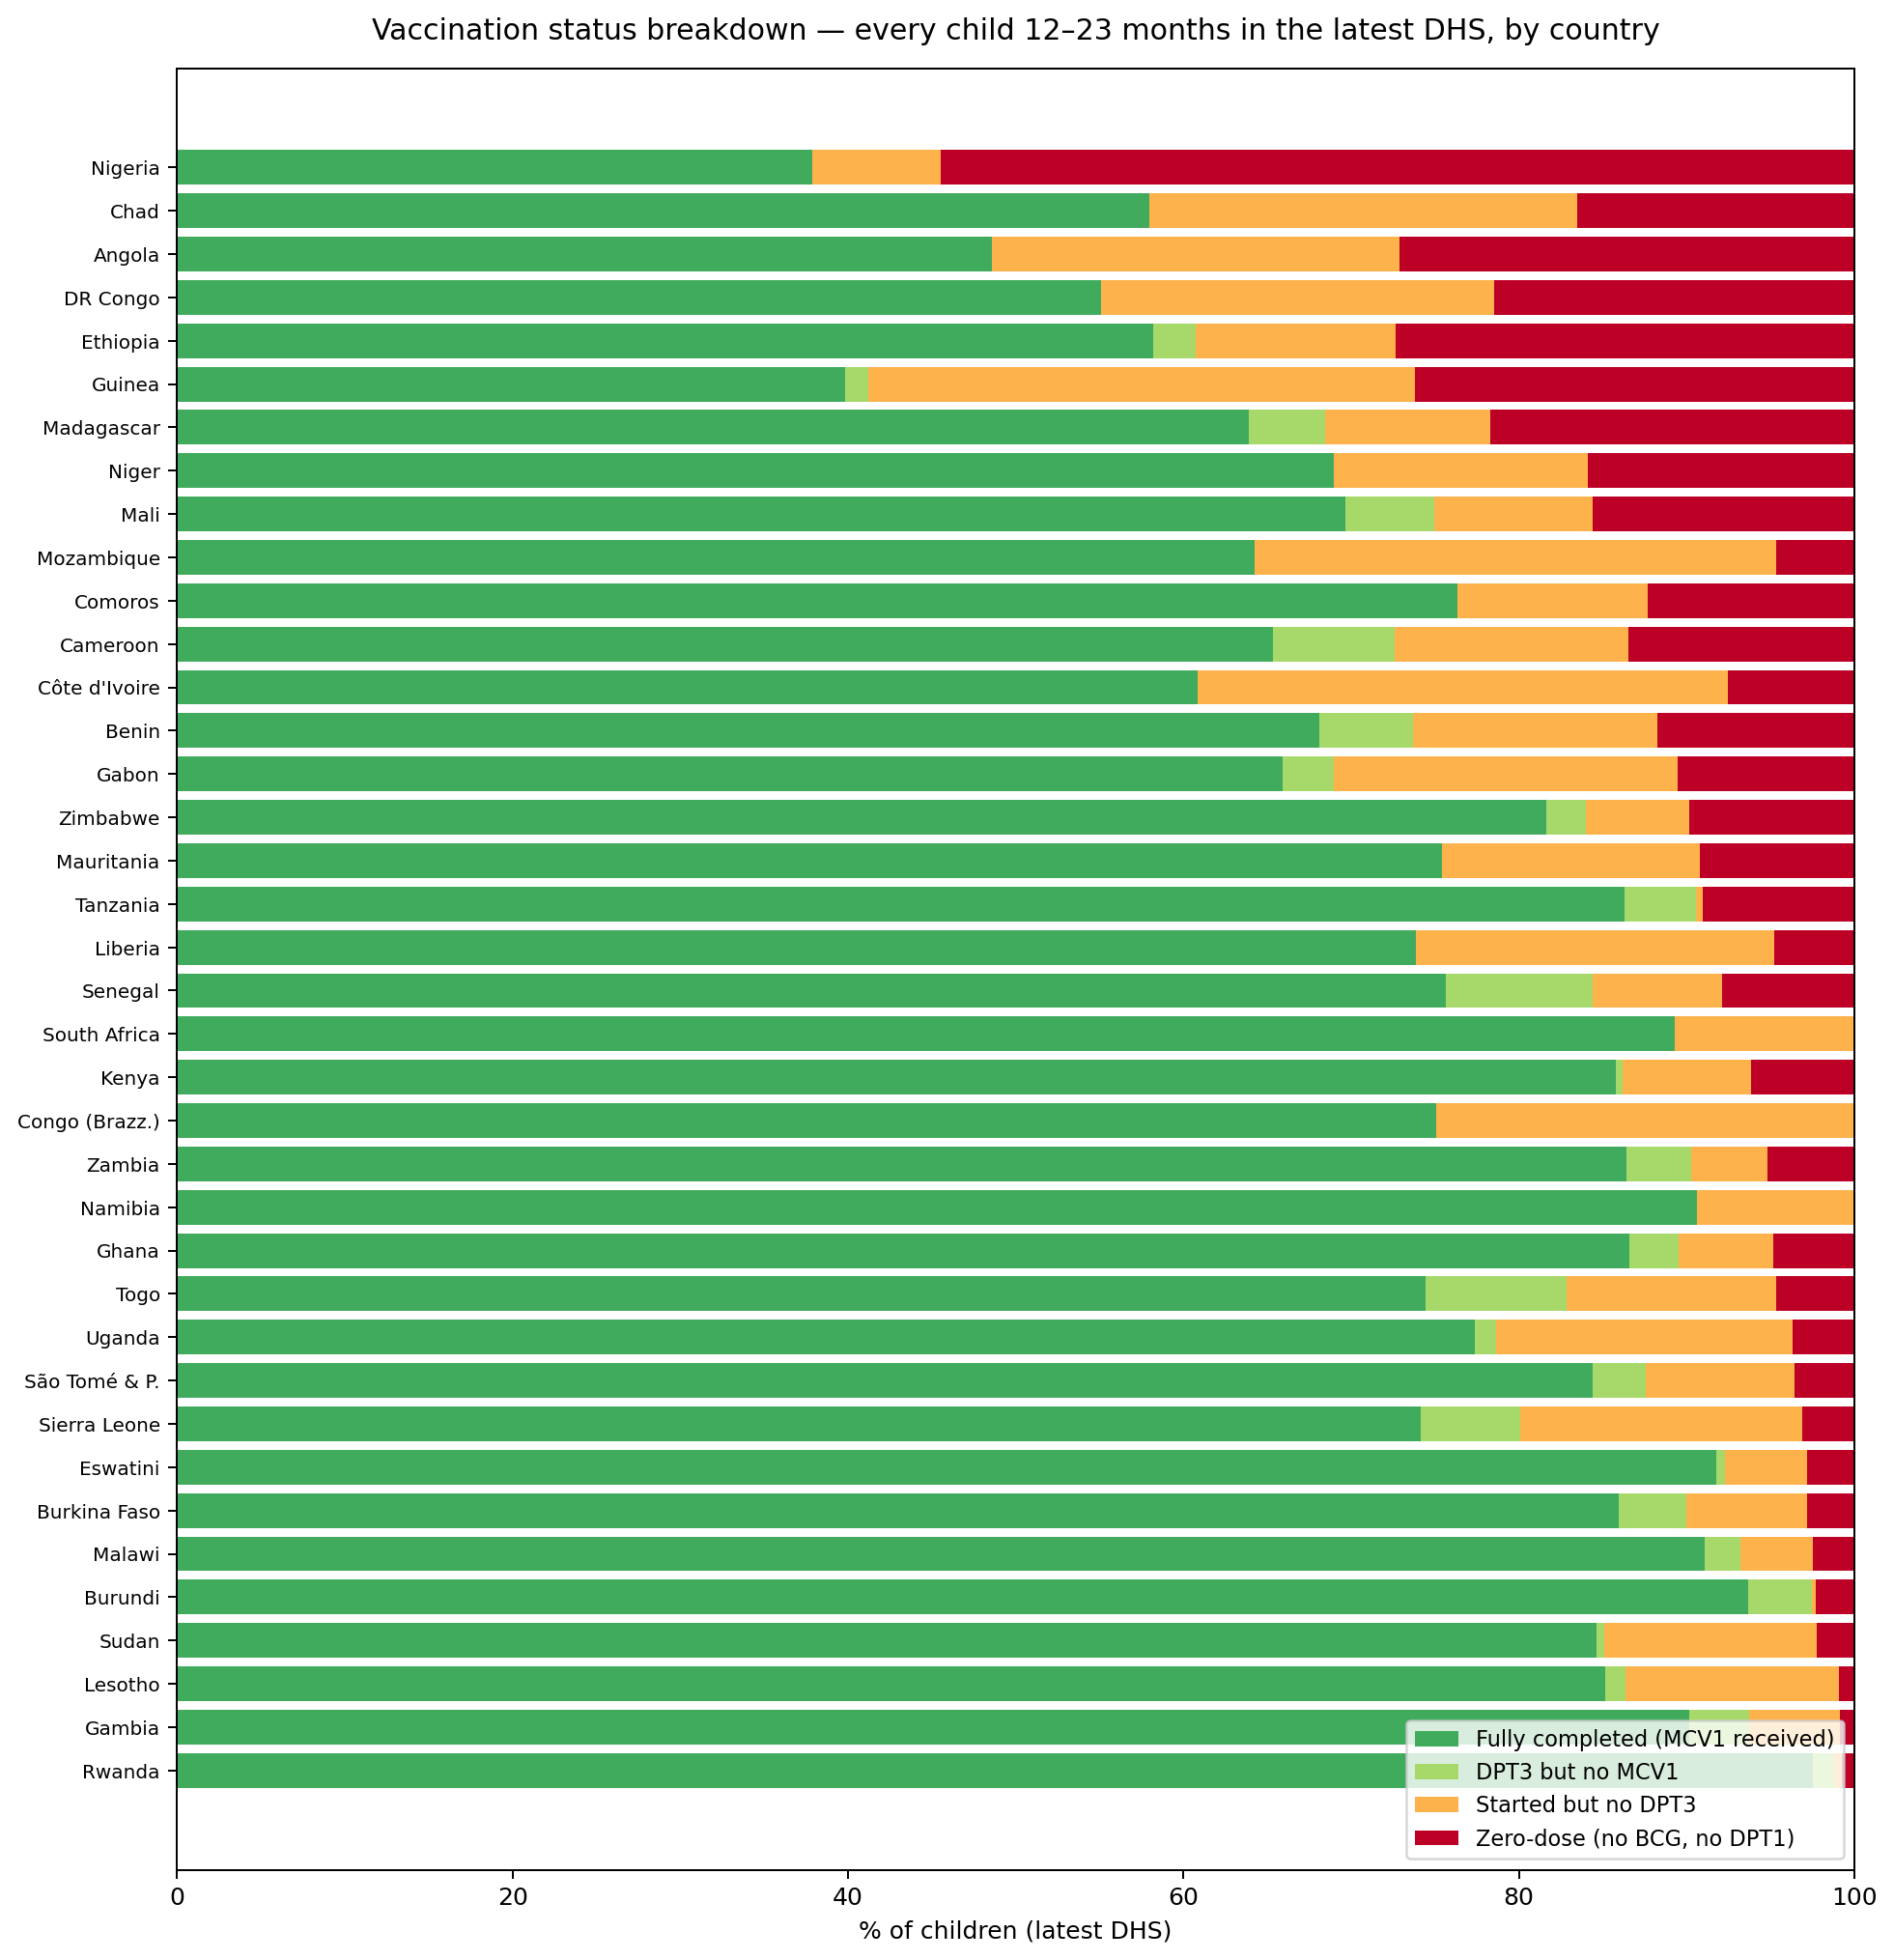 Vaccination status breakdown — every child 12–23 months in the latest DHS, by country
Nigeria
Chad
Angola
DR Congo
Ethiopia
Guinea
Madagascar
Niger
Mali
Mozambique
Comoros
Cameroon
Côte d'Ivoire
Benin
Gabon
Zimbabwe
Mauritania
Tanzania
Liberia
Senegal
South Africa
Kenya
Congo (Brazz.)
Zambia
Namibia
Ghana
Togo
Uganda
São Tomé & P.
Sierra Leone
Eswatini
Burkina Faso
Malawi
Burundi
Sudan
Lesotho
Gambia
Rwanda
Fully completed (MCV1 received)
DPT3 but no MCV1
Started but no DPT3
Zero-dose (no BCG, no DPT1)
0 20 40 60 80 100
% of children (latest DHS)